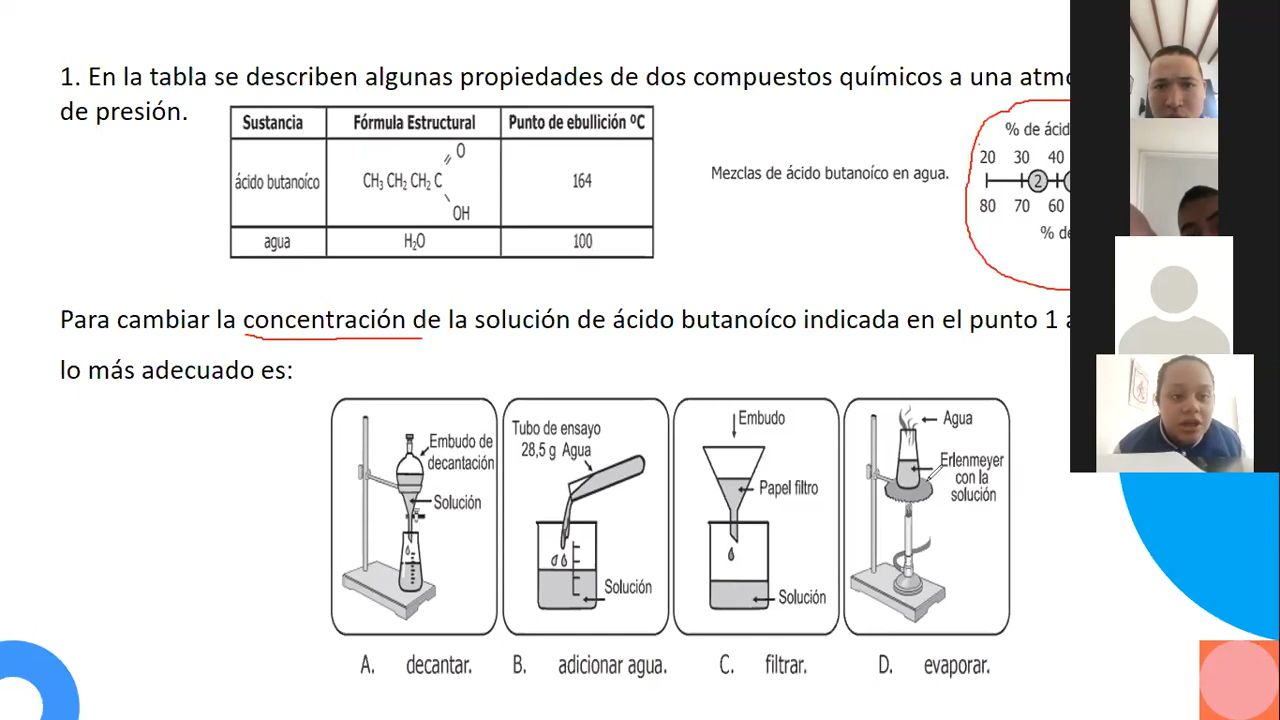 1. En la tabla se describen algunas propiedades de dos compuestos químicos a una
de presión.
Sustancia Fórmula Estructural Punto de ebullición ºC
O
ácido butanoíco CH₃ CH₂ CH₂ C 164
OH
agua H₂O 100
Mezclas de ácido butanoíco en agua.
% de
20 30 40
2
80 70 60
%
Para cambiar la concentración de la solución de ácido butanoíco indicada en el punto 1
lo más adecuado es:
Embudo de
decantación
Solución
Tubo de ensayo
28,5 g Agua
Solución
Embudo
Papel filtro
Solución
Agua
Erlenmeyer
con la
solución
A. decantar. B. adicionar agua. C. filtrar. D. evaporar.